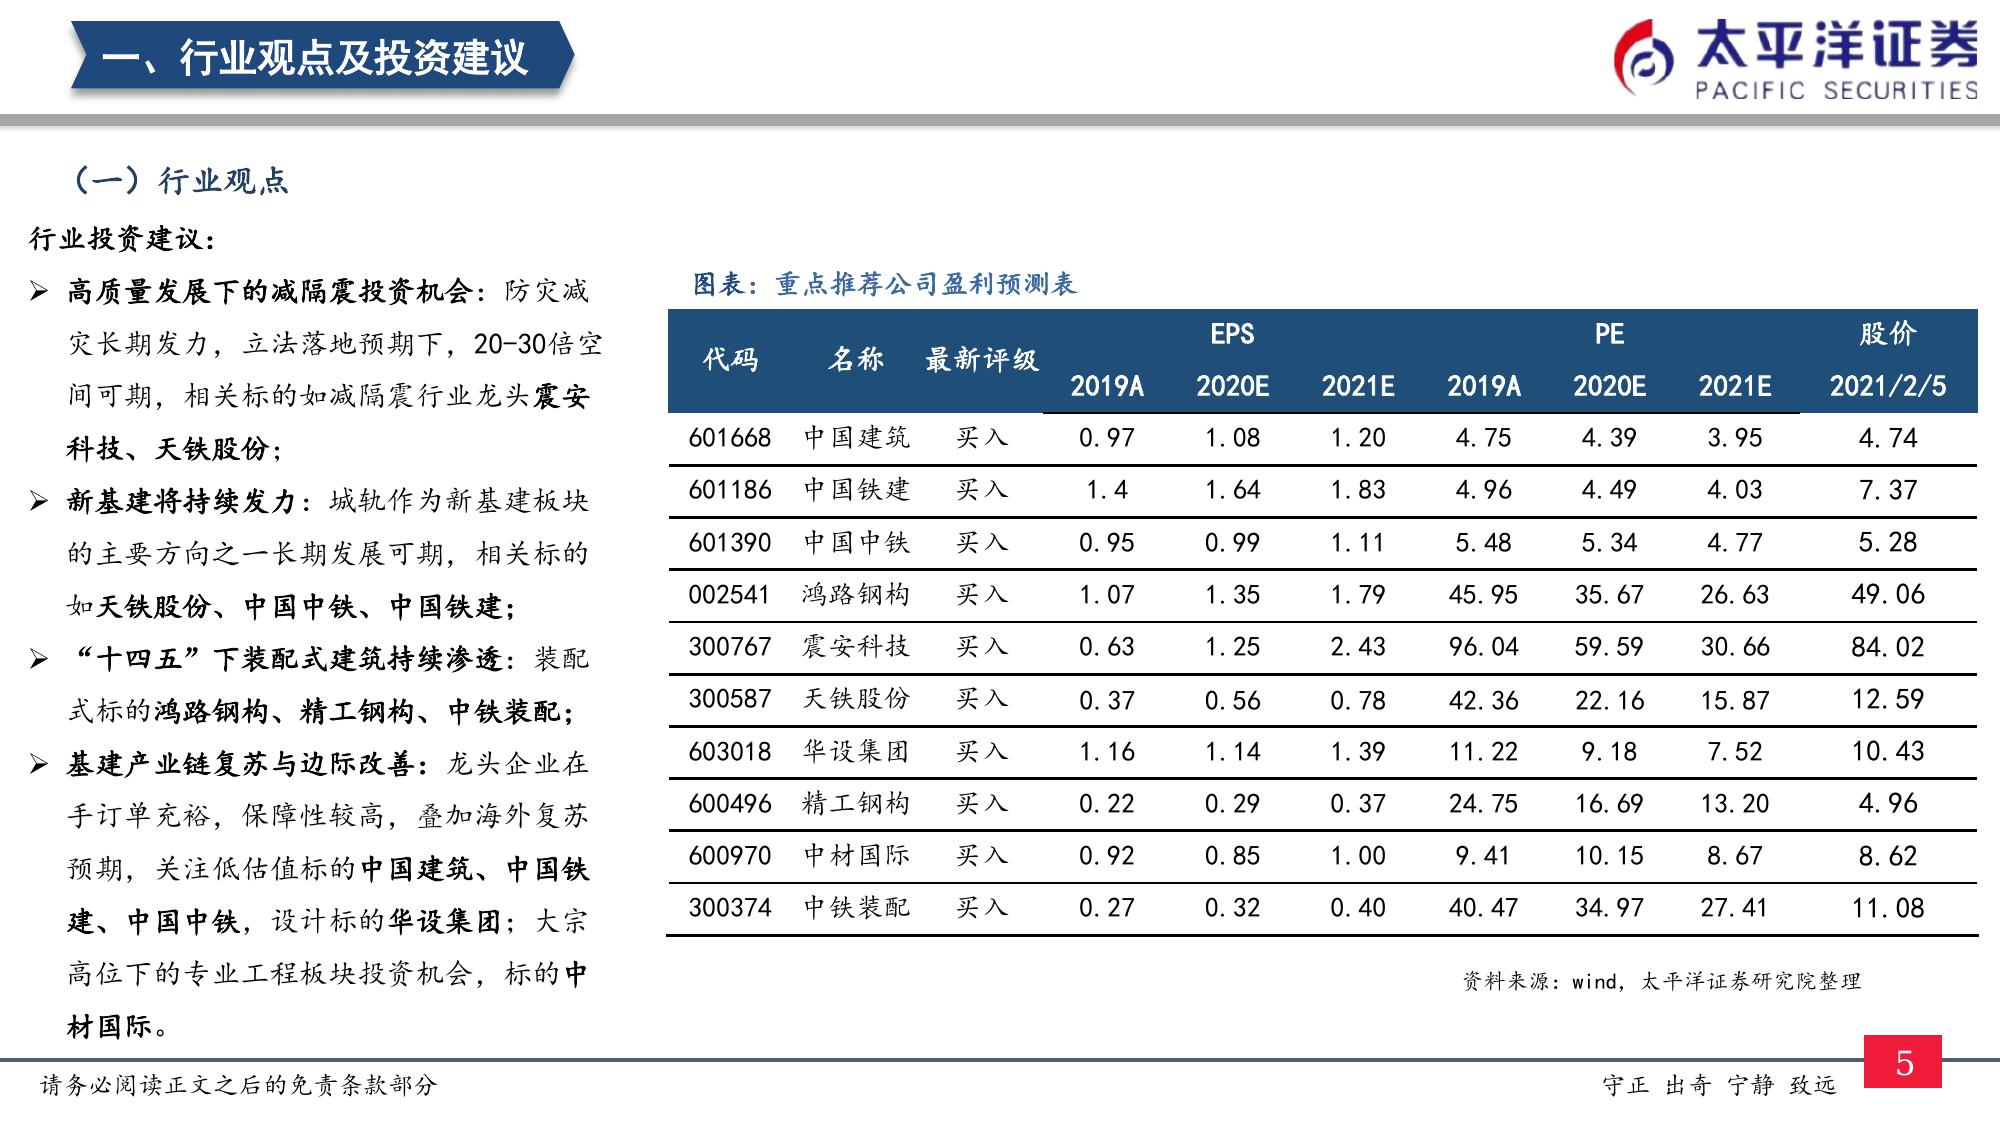 一、行业观点及投资建议
太平洋证券
PACIFIC SECURITIES
（一）行业观点
行业投资建议：
➢ 高质量发展下的减隔震投资机会：防灾减
灾长期发力，立法落地预期下，20-30倍空
间可期，相关标的如减隔震行业龙头震安
科技、天铁股份；
➢ 新基建将持续发力：城轨作为新基建板块
的主要方向之一长期发展可期，相关标的
如天铁股份、中国中铁、中国铁建；
➢ “十四五”下装配式建筑持续渗透：装配
式标的鸿路钢构、精工钢构、中铁装配；
➢ 基建产业链复苏与边际改善：龙头企业在
手订单充裕，保障性较高，叠加海外复苏
预期，关注低估值标的中国建筑、中国铁
建、中国中铁，设计标的华设集团；大宗
高位下的专业工程板块投资机会，标的中
材国际。
图表：重点推荐公司盈利预测表
代码 名称 最新评级 EPS PE 股价
2019A 2020E 2021E 2019A 2020E 2021E 2021/2/5
601668 中国建筑 买入 0.97 1.08 1.20 4.75 4.39 3.95 4.74
601186 中国铁建 买入 1.4 1.64 1.83 4.96 4.49 4.03 7.37
601390 中国中铁 买入 0.95 0.99 1.11 5.48 5.34 4.77 5.28
002541 鸿路钢构 买入 1.07 1.35 1.79 45.95 35.67 26.63 49.06
300767 震安科技 买入 0.63 1.25 2.43 96.04 59.59 30.66 84.02
300587 天铁股份 买入 0.37 0.56 0.78 42.36 22.16 15.87 12.59
603018 华设集团 买入 1.16 1.14 1.39 11.22 9.18 7.52 10.43
600496 精工钢构 买入 0.22 0.29 0.37 24.75 16.69 13.20 4.96
600970 中材国际 买入 0.92 0.85 1.00 9.41 10.15 8.67 8.62
300374 中铁装配 买入 0.27 0.32 0.40 40.47 34.97 27.41 11.08
资料来源：wind，太平洋证券研究院整理
请务必阅读正文之后的免责条款部分
守正 出奇 宁静 致远
5